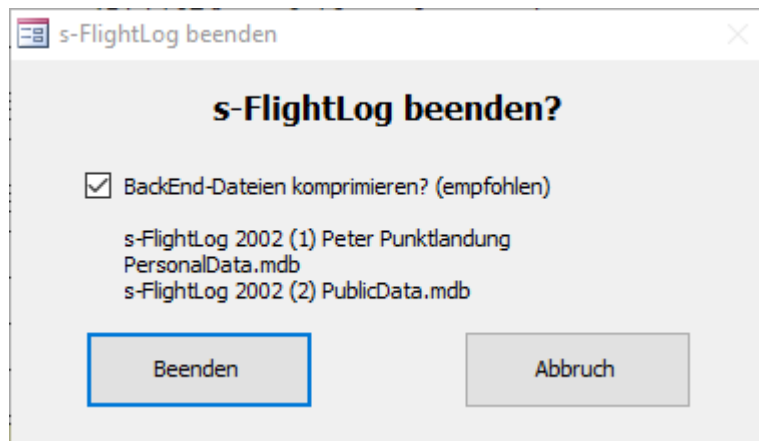 s-FlightLog beenden
s-FlightLog beenden?
BackEnd-Dateien komprimieren? (empfohlen)
s-FlightLog 2002 (1) Peter Punktlandung
PersonalData.mdb
s-FlightLog 2002 (2) PublicData.mdb
Beenden
Abbruch